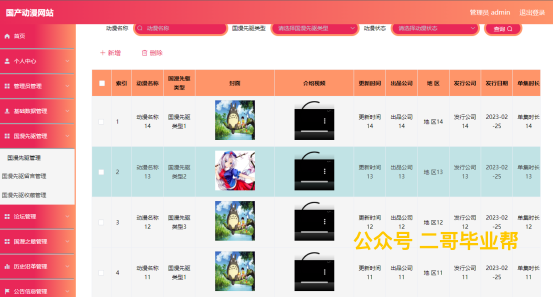 国产动漫网站
管理员 admin 退出登录
首页
个人中心
管理员管理
基础数据管理
国漫先驱管理
国漫先驱管理
国漫先驱留言管理
国漫先驱收藏管理
论坛管理
国漫之最管理
历史沿革管理
公告信息管理
动漫名称 动漫名称 国漫先驱类型 请选择国漫先驱类型 动漫状态 请选择动漫状态 查询
+ 新增 删除
索引 动漫名称 国漫先驱类型 封面 介绍视频 更新时间 出品公司 地区 发行公司 发行日期 单集时长
1 动漫名称14 国漫先驱类型1 更新时间14 出品公司14 地区14 发行公司14 2023-02-25 单集时长14
2 动漫名称13 国漫先驱类型2 更新时间13 出品公司13 地区13 发行公司13 2023-02-25 单集时长13
3 动漫名称12 国漫先驱类型1 更新时间12 出品公司12 地区12 发行公司12 2023-02-25 单集时长12
4 动漫名称11 国漫先驱类型1 更新时间11 出品公司11 地区11 发行公司11 2023-02-25 单集时长11
公众号 二哥毕业帮